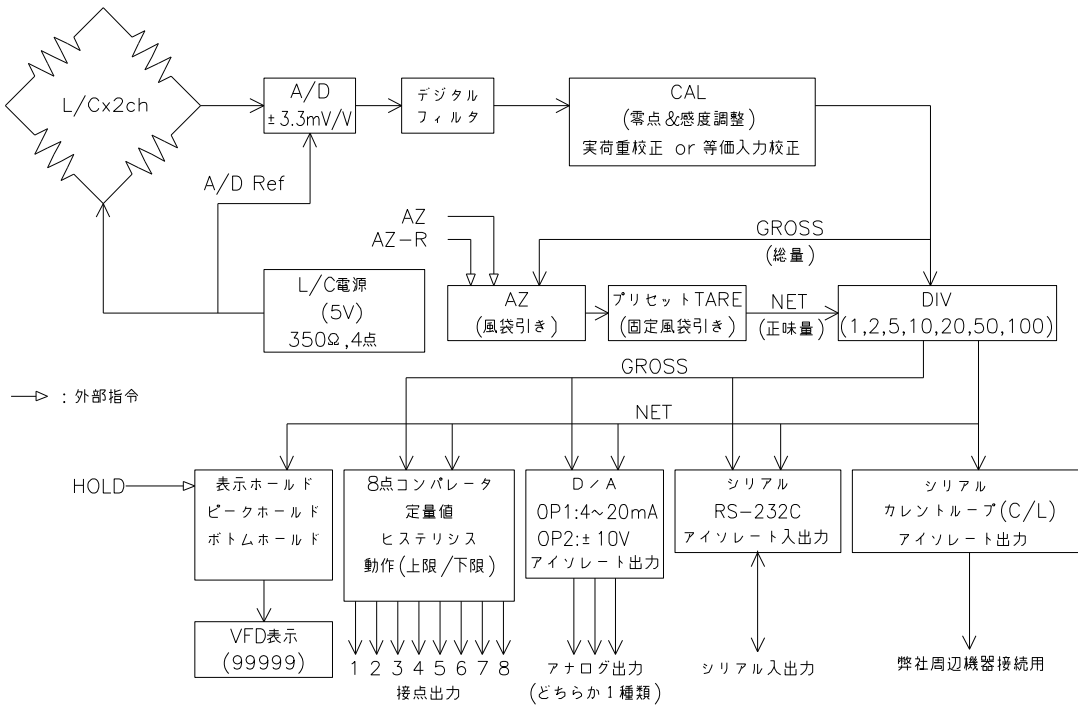 L/Cx2ch
A/D
±3.3mV/V
デジタル
フィルタ
CAL
(零点&感度調整)
実荷重校正 or 等価入力校正
A/D Ref
AZ
AZ-R
GROSS
(総量)
L/C電源
(5V)
350Ω,4点
AZ
(風袋引き)
プリセットTARE
(固定風袋引き)
NET
(正味量)
DIV
(1,2,5,10,20,50,100)
GROSS
: 外部指令
NET
HOLD
表示ホールド
ピークホールド
ボトムホールド
8点コンパレータ
定量値
ヒステリシス
動作(上限/下限)
D/A
OP1:4~20mA
OP2:±10V
アイソレート出力
シリアル
RS-232C
アイソレート入出力
シリアル
カレントループ(C/L)
アイソレート出力
VFD表示
(99999)
1 2 3 4 5 6 7 8
接点出力
アナログ出力
(どちらか1種類)
シリアル入出力
弊社周辺機器接続用